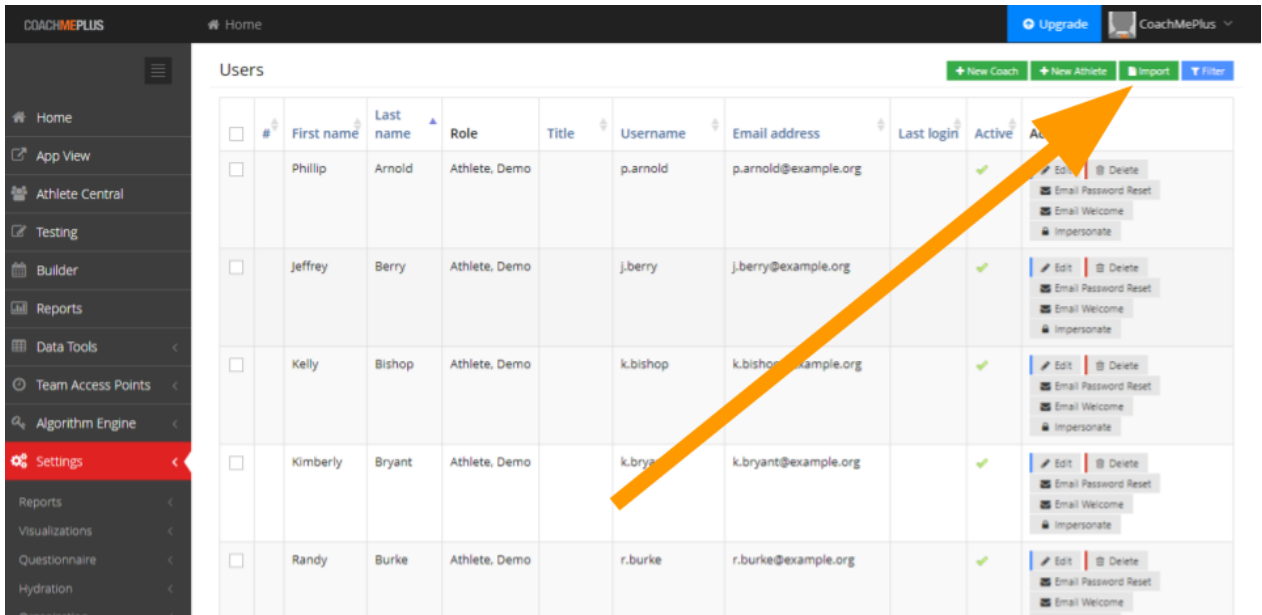 COACHMEPLUS
Home
Upgrade
CoachMePlus
Users
New Coach
New Athlete
Import
Filter
Home
App View
Athlete Central
Testing
Builder
Reports
Data Tools
Team Access Points
Algorithm Engine
Settings
Reports
Visualizations
Questionnaire
Hydration
# First name Last name Role Title Username Email address Last login Active
Phillip Arnold Athlete, Demo p.arnold p.arnold@example.org
Edit Delete
Email Password Reset
Email Welcome
Impersonate
Jeffrey Berry Athlete, Demo j.berry j.berry@example.org
Edit Delete
Email Password Reset
Email Welcome
Impersonate
Kelly Bishop Athlete, Demo k.bishop
Edit Delete
Email Password Reset
Email Welcome
Impersonate
Kimberly Bryant Athlete, Demo k.bryant@example.org
Edit Delete
Email Password Reset
Email Welcome
Impersonate
Randy Burke Athlete, Demo r.burke r.burke@example.org
Edit Delete
Email Password Reset
Email Welcome